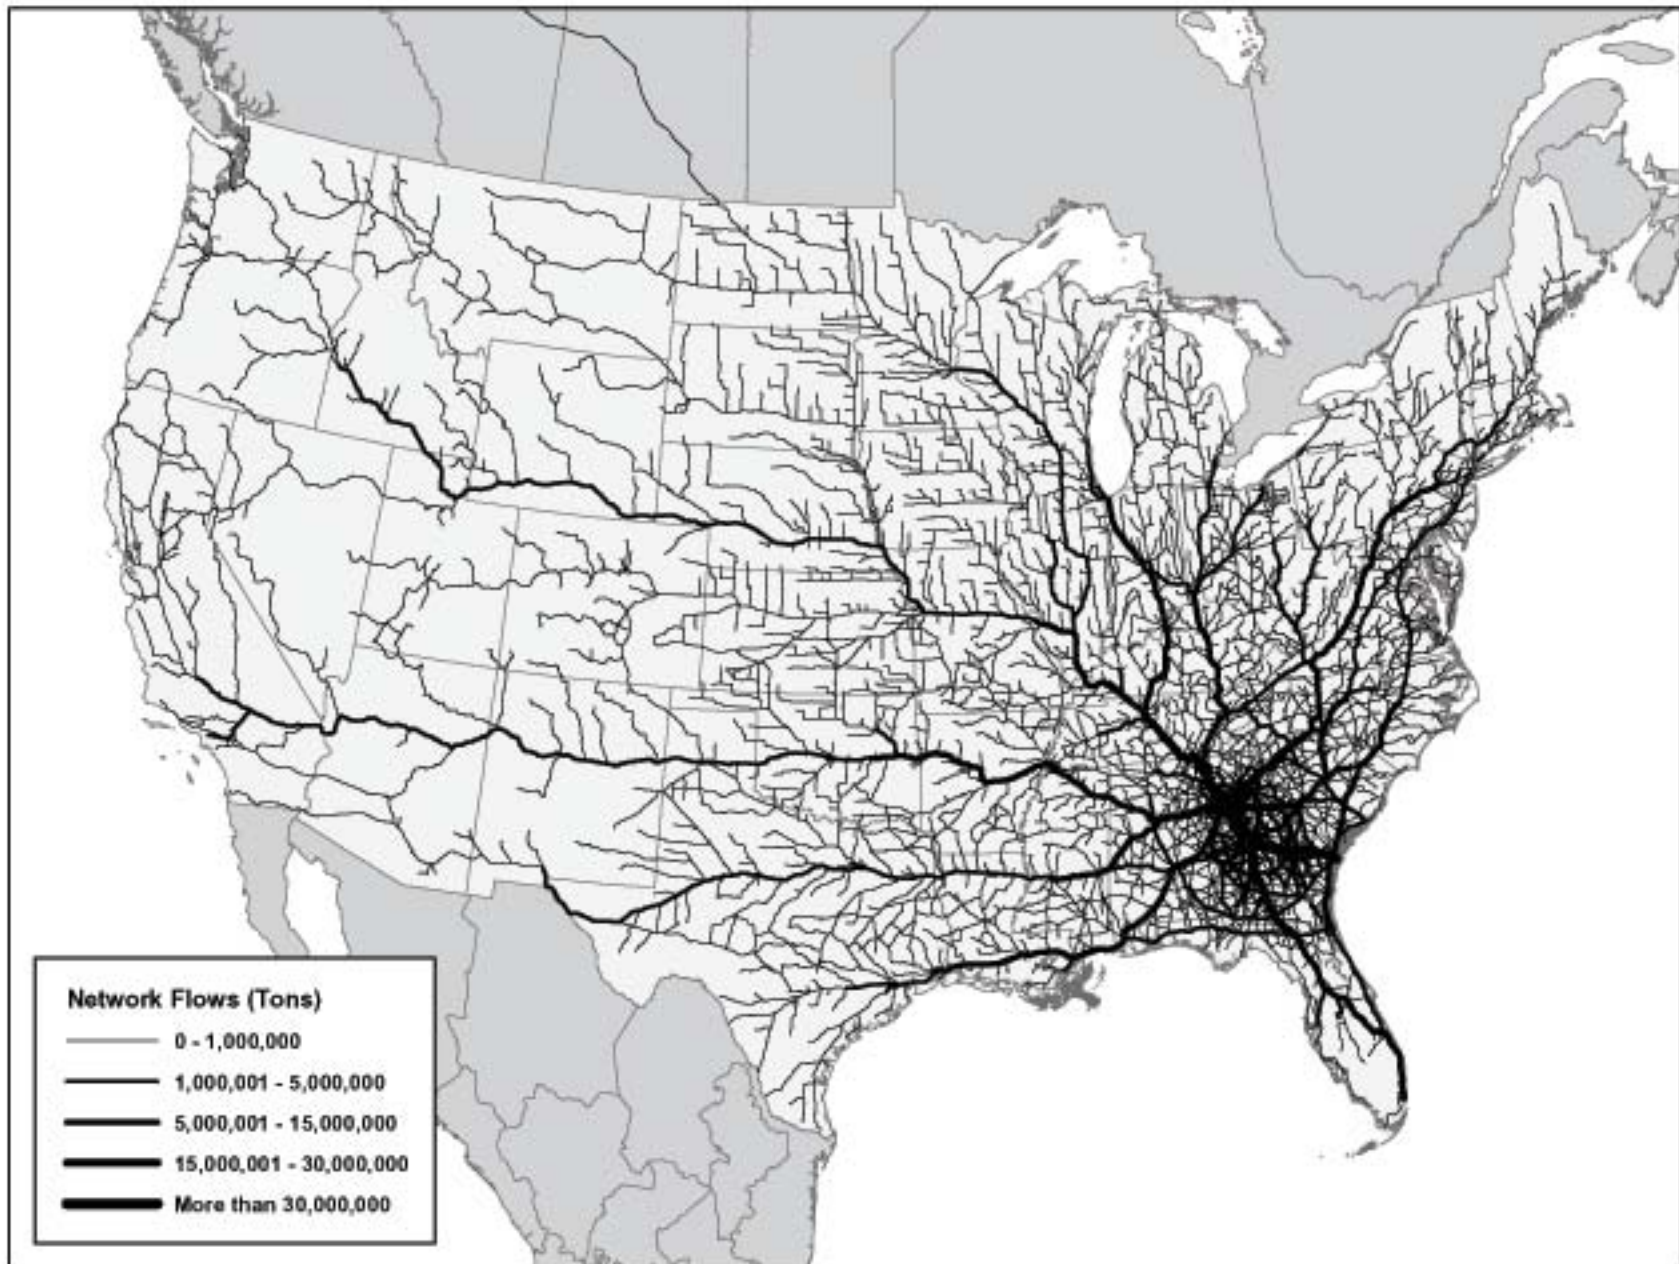 Network Flows (Tons)
0 - 1,000,000
1,000,001 - 5,000,000
5,000,001 - 15,000,000
15,000,001 - 30,000,000
More than 30,000,000